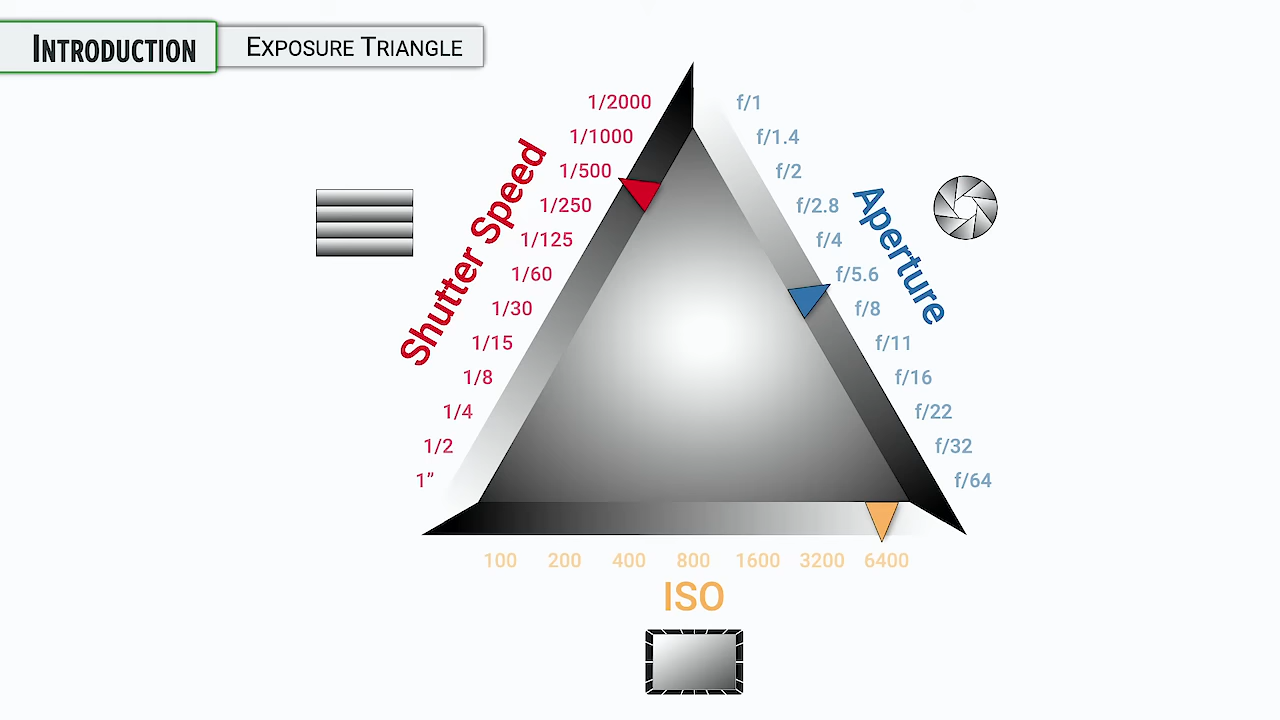 INTRODUCTION
EXPOSURE TRIANGLE
Shutter Speed
1/2000
1/1000
1/500
1/250
1/125
1/60
1/30
1/15
1/8
1/4
1/2
1”
Aperture
f/1
f/1.4
f/2
f/2.8
f/4
f/5.6
f/8
f/11
f/16
f/22
f/32
f/64
100 200 400 800 1600 3200 6400
ISO